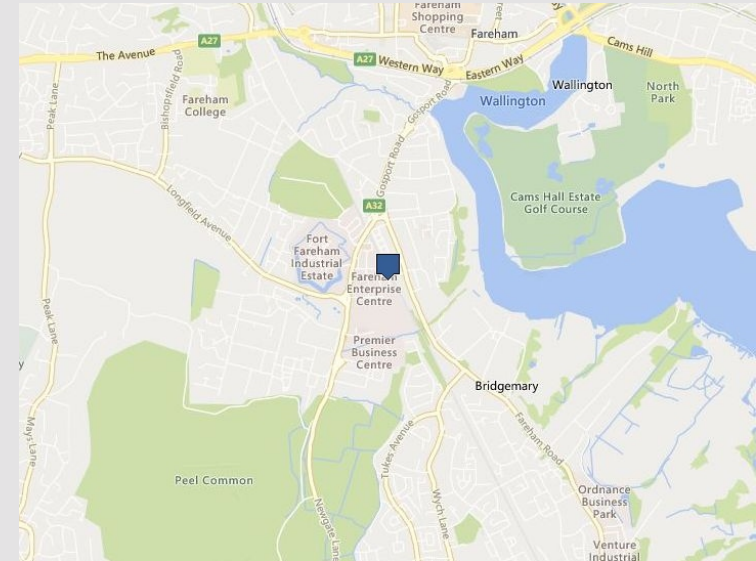 Fareham
Shopping
Centre
Fareham
A27
The Avenue
A27
Western Way
Eastern Way
Cams Hill
Peak Lane
Bishopsfield Road
Fareham
College
Gosport Road
Wallington
Wallington
North
Park
Gosport Road
Cams Hall Estate
Golf Course
A32
Longfield Avenue
Fort
Fareham
Industrial
Estate
Enterprise
Centre
Peak Lane
Premier
Business
Centre
Bridgemary
Mays Lane
Tukes Avenue
Fareham Road
Peel Common
Wych Lane
Newgate
Ordnance
Business
Park
Venture
Industrial